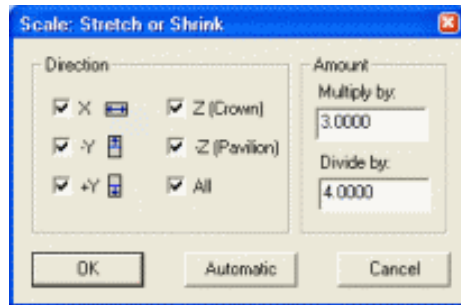 Scale: Stretch or Shrink
Direction
X
Z (Crown)
-Y
-Z (Pavilion)
+Y
All
Amount
Multiply by:
3.0000
Divide by:
4.0000
OK
Automatic
Cancel